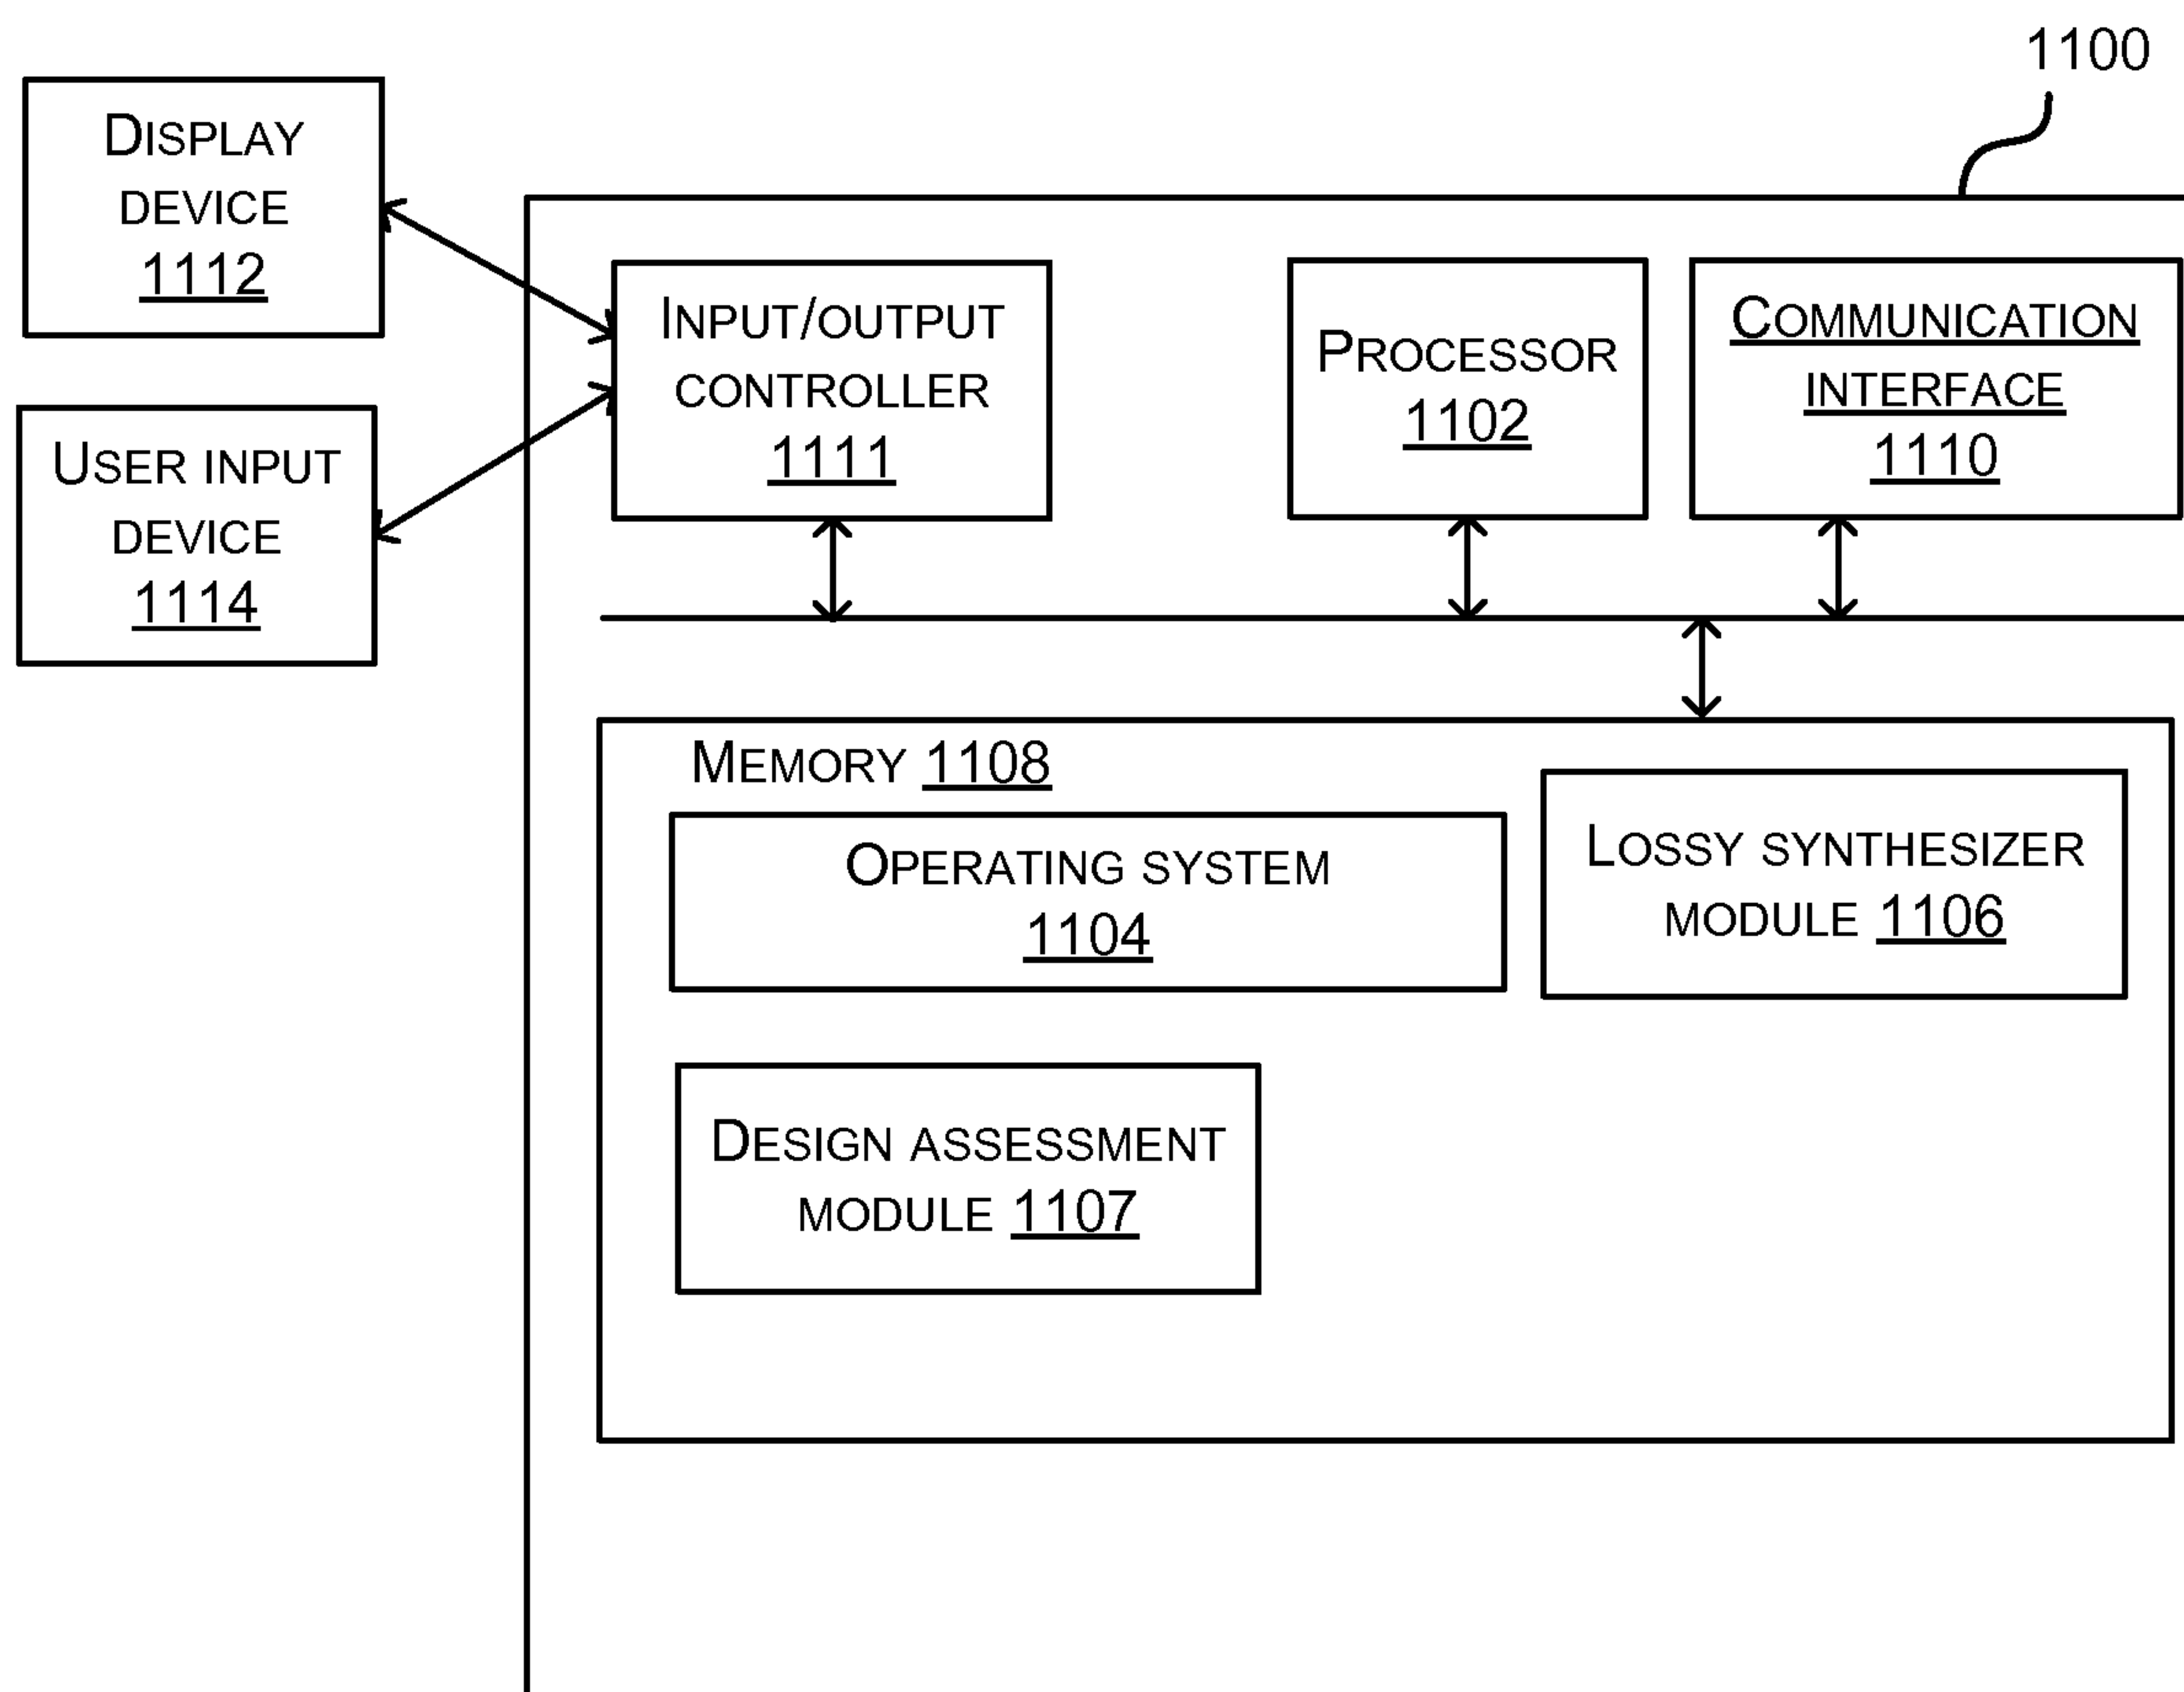 1100
DISPLAY
DEVICE
1112
INPUT/OUTPUT
CONTROLLER
1111
PROCESSOR
1102
COMMUNICATION
INTERFACE
1110
USER INPUT
DEVICE
1114
MEMORY 1108
OPERATING SYSTEM
1104
LOSSY SYNTHESIZER
MODULE 1106
DESIGN ASSESSMENT
MODULE 1107